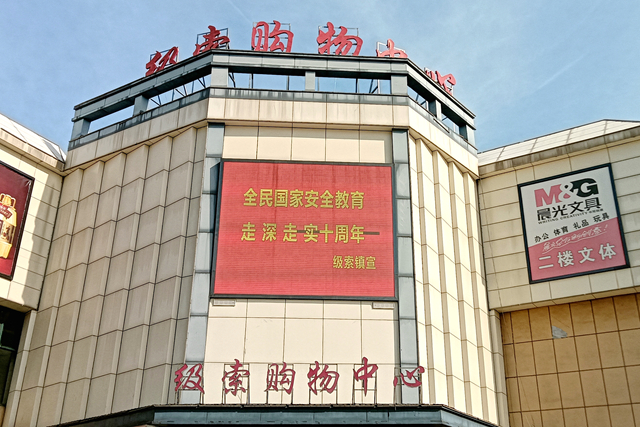 级索购物中心
全民国家安全教育
走深走实十周年
级索镇宣
级索购物中心
M&G
晨光文具
办公 体育 礼品 玩具
二楼文体